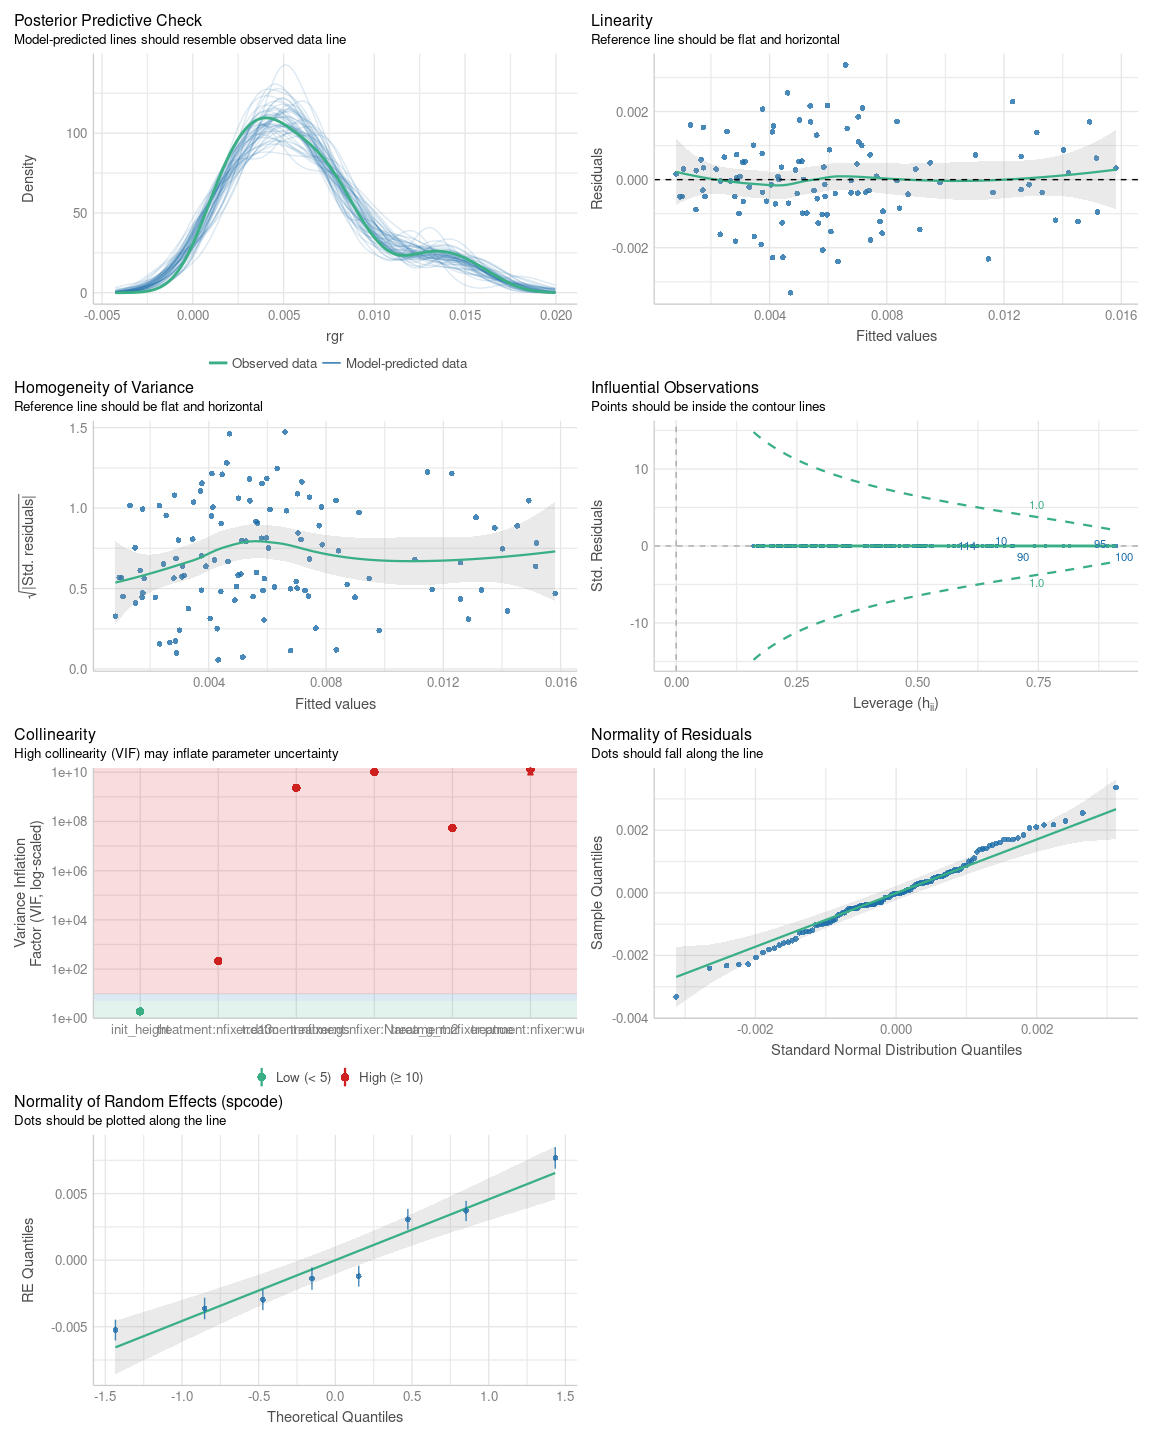 Posterior Predictive Check
Model-predicted lines should resemble observed data line
Density
100
50
0
-0.005 0.000 0.005 0.010 0.015 0.020
rgr
Observed data Model-predicted data
Linearity
Reference line should be flat and horizontal
Residuals
0.002
0.000
-0.002
0.004 0.008 0.012 0.016
Fitted values
Homogeneity of Variance
Reference line should be flat and horizontal
√|Std. residuals|
1.5
1.0
0.5
0.0
0.004 0.008 0.012 0.016
Fitted values
Influential Observations
Points should be inside the contour lines
Std. Residuals
10
0
-10
1.0
114 10 95
90 100
1.0
0.00 0.25 0.50 0.75
Leverage (hii)
Collinearity
High collinearity (VIF) may inflate parameter uncertainty
Variance Inflation
Factor (VIF, log-scaled)
1e+10
1e+08
1e+06
1e+04
1e+02
1e+00
init_height
Low (< 5) High (≥ 10)
Normality of Residuals
Dots should fall along the line
Sample Quantiles
0.002
0.000
-0.002
-0.004
-0.002 0.000 0.002
Standard Normal Distribution Quantiles
Normality of Random Effects (spcode)
Dots should be plotted along the line
RE Quantiles
0.005
0.000
-0.005
-1.5 -1.0 -0.5 0.0 0.5 1.0 1.5
Theoretical Quantiles